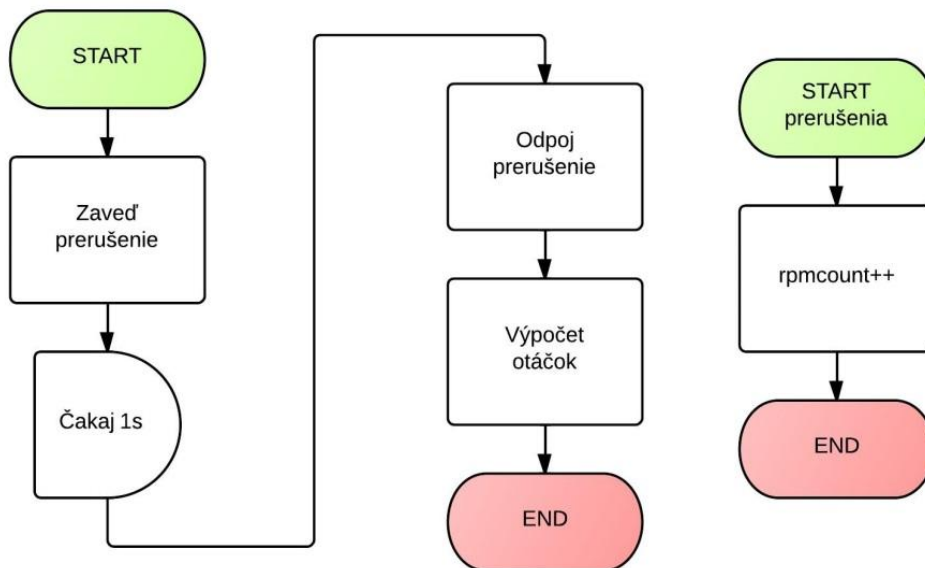 START
Zaveď
prerušenie
Čakaj 1s
Odpoj
prerušenie
Výpočet
otáčok
END
START
prerušenia
rpmcount++
END